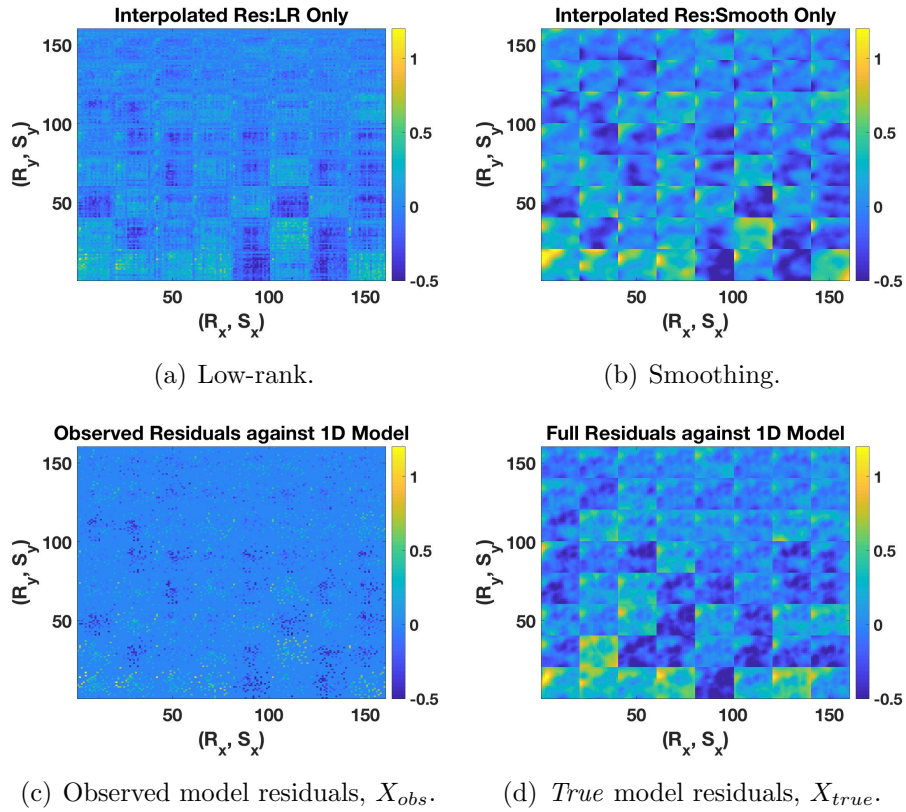 Interpolated Res:LR Only
Interpolated Res:Smooth Only
150
100
50
(R_y, S_y)
50 100 150
(R_x, S_x)
1
0.5
0
-0.5
150
100
50
(R_y, S_y)
50 100 150
(R_x, S_x)
1
0.5
0
-0.5
(a) Low-rank.
(b) Smoothing.
Observed Residuals against 1D Model
Full Residuals against 1D Model
150
100
50
(R_y, S_y)
50 100 150
(R_x, S_x)
1
0.5
0
-0.5
150
100
50
(R_y, S_y)
50 100 150
(R_x, S_x)
1
0.5
0
-0.5
(c) Observed model residuals, X_{obs}.
(d) True model residuals, X_{true}.